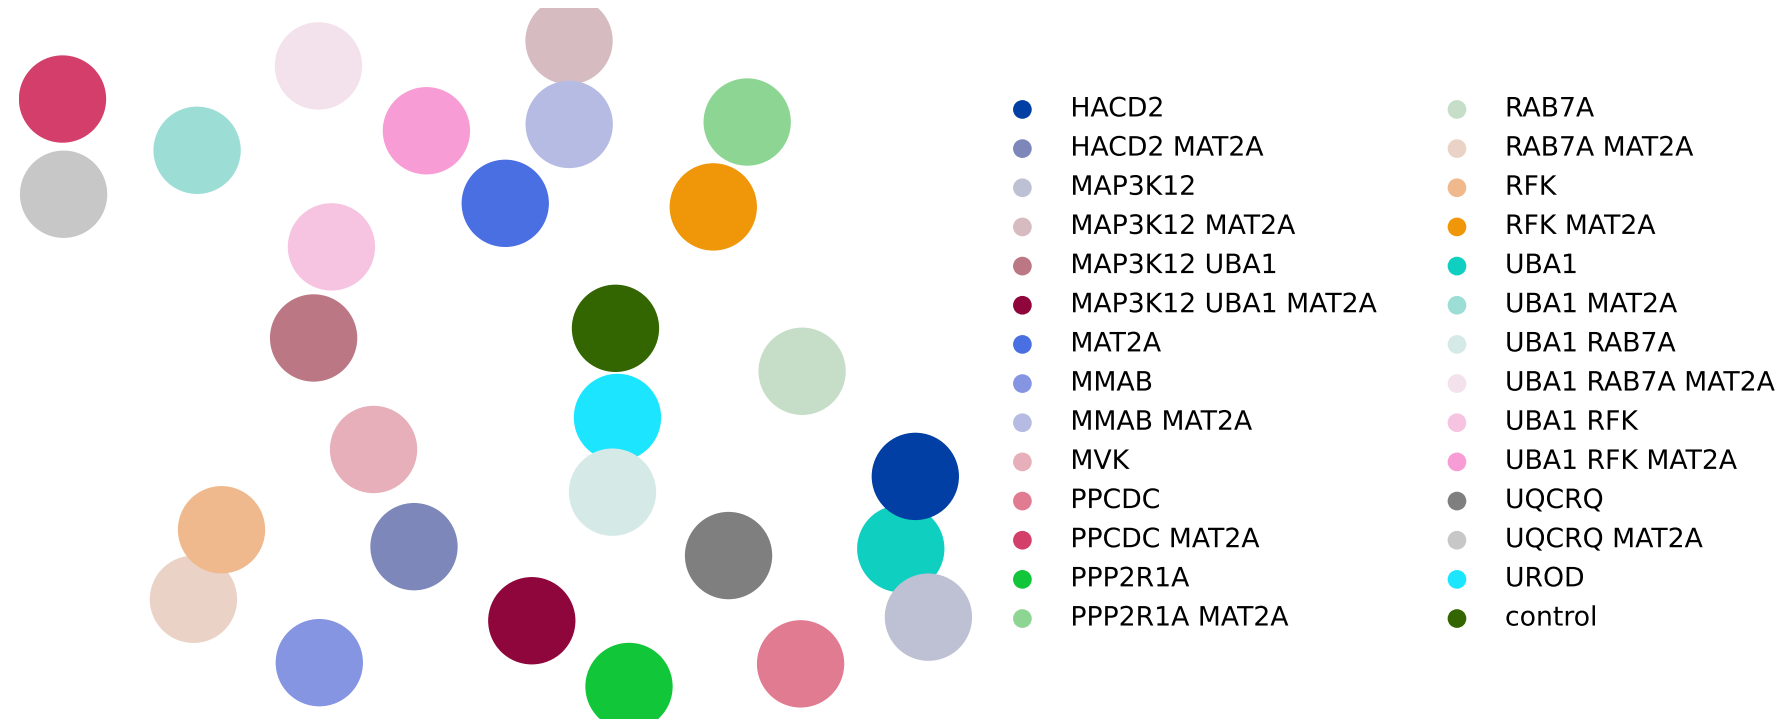 HACD2
HACD2 MAT2A
MAP3K12
MAP3K12 MAT2A
MAP3K12 UBA1
MAP3K12 UBA1 MAT2A
MAT2A
MMAB
MMAB MAT2A
MVK
PPCDC
PPCDC MAT2A
PPP2R1A
PPP2R1A MAT2A
RAB7A
RAB7A MAT2A
RFK
RFK MAT2A
UBA1
UBA1 MAT2A
UBA1 RAB7A
UBA1 RAB7A MAT2A
UBA1 RFK
UBA1 RFK MAT2A
UQCRQ
UQCRQ MAT2A
UROD
control